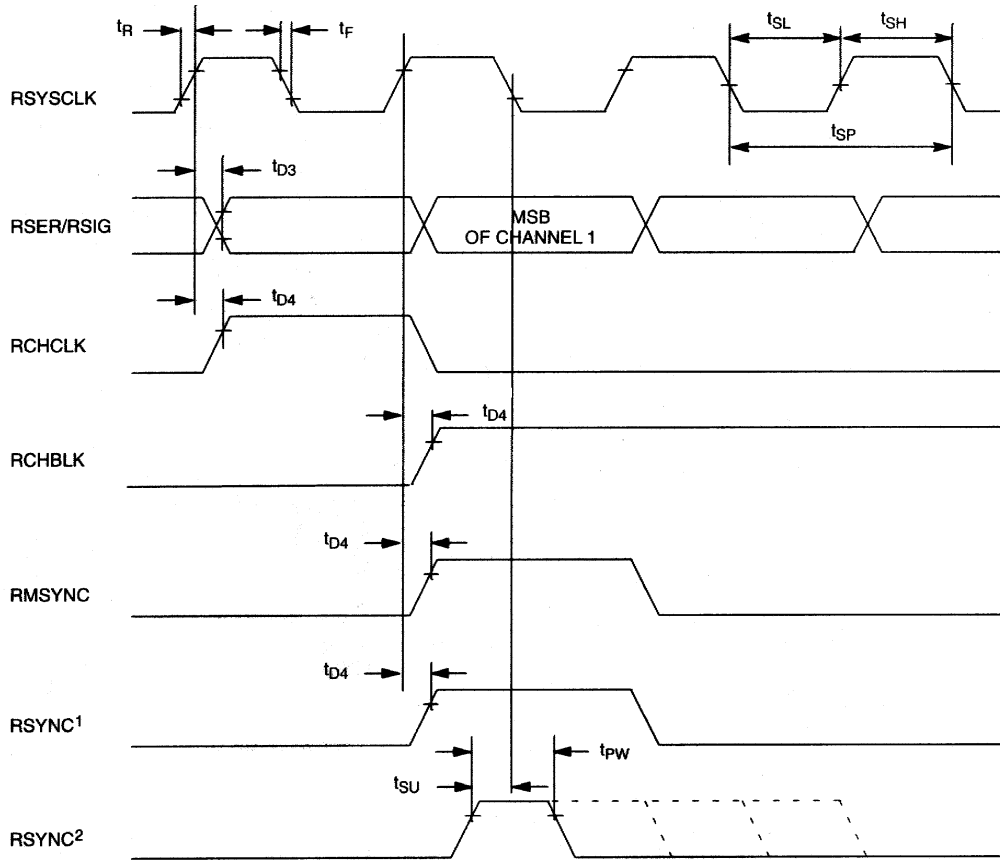 tR
tF
tSL
tSH
RSYSCLK
tSP
tD3
RSER/RSIG
MSB
OF CHANNEL 1
tD4
RCHCLK
tD4
RCHBLK
tD4
RMSYNC
tD4
RSYNC1
tPW
tSU
RSYNC2